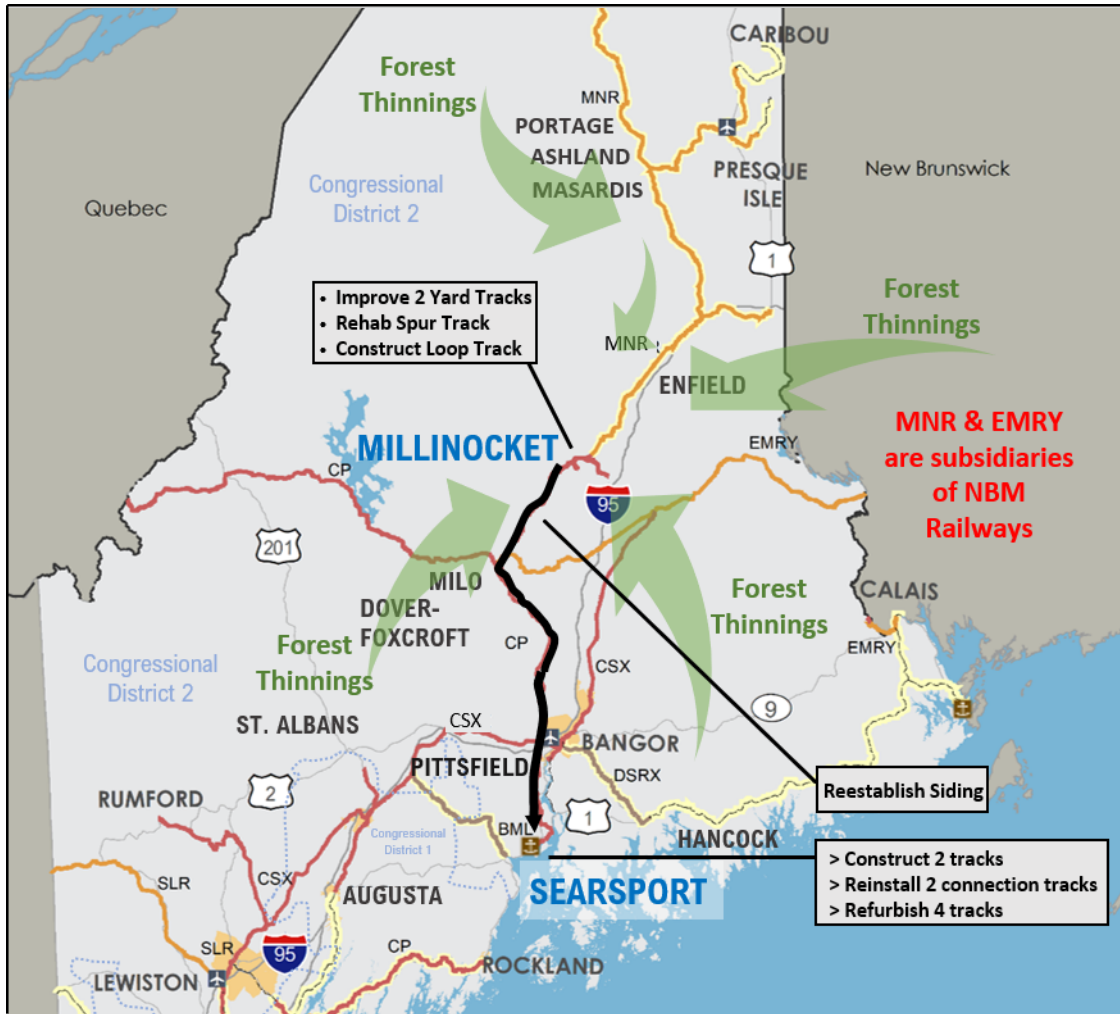 CARIBOU
Forest
Thinnings
MNR
PORTAGE
ASHLAND
MASARDIS
PRESQUE
ISLE
New Brunswick
Quebec
Congressional
District 2
1
• Improve 2 Yard Tracks
• Rehab Spur Track
• Construct Loop Track
Forest
Thinnings
MNR
ENFIELD
MILLINOCKET
EMRY
MNR & EMRY
are subsidiaries
of NBM
Railways
CP
95
201
MILO
DOVER-
FOXCROFT
Forest
Thinnings
CALAIS
Forest
Thinnings
CP
EMRY
Congressional
District 2
CSX
9
ST. ALBANS
CSX
BANGOR
PITTSFIELD
DSRX
Reestablish Siding
RUMFORD
2
1
BML
HANCOCK
Congressional
District 1
> Construct 2 tracks
> Reinstall 2 connection tracks
> Refurbish 4 tracks
SLR
CSX
AUGUSTA
SEARSPORT
SLR
95
CP
ROCKLAND
LEWISTON